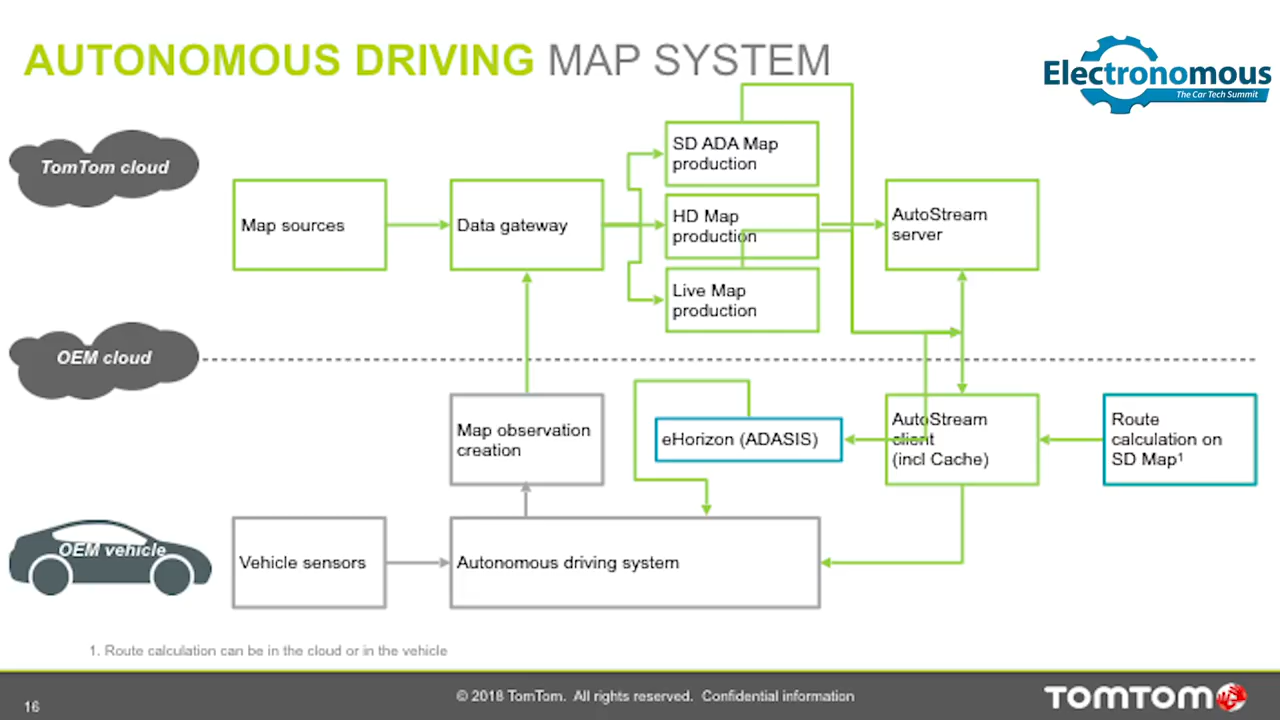 AUTONOMOUS DRIVING MAP SYSTEM
Electronomous
The Car Tech Summit
TomTom cloud
Map sources
Data gateway
SD ADA Map
production
HD Map
production
Live Map
production
AutoStream
server
OEM cloud
Map observation
creation
eHorizon (ADASIS)
AutoStream
client
(incl Cache)
Route
calculation on
SD Map¹
OEM vehicle
Vehicle sensors
Autonomous driving system
1. Route calculation can be in the cloud or in the vehicle
16
© 2018 TomTom. All rights reserved. Confidential information
TOMTOM